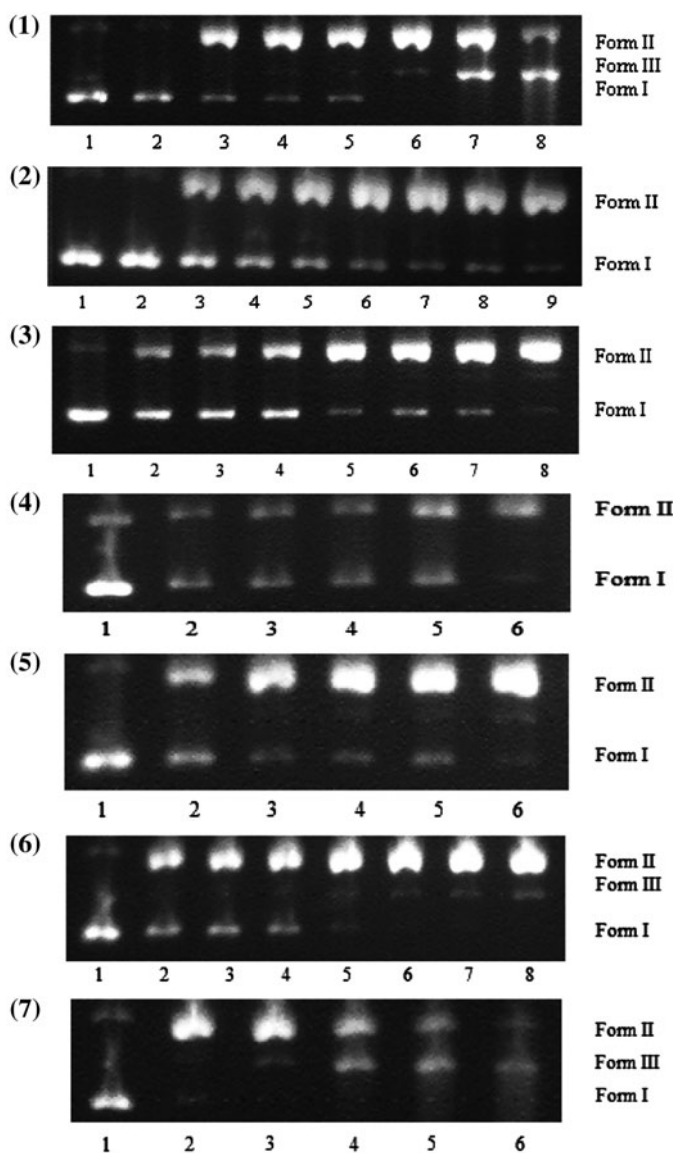 (1)
Form II
Form III
Form I
1 2 3 4 5 6 7 8
(2)
Form II
Form I
1 2 3 4 5 6 7 8 9
(3)
Form II
Form I
1 2 3 4 5 6 7 8
(4)
Form II
Form I
1 2 3 4 5 6
(5)
Form II
Form I
1 2 3 4 5 6
(6)
Form II
Form III
Form I
1 2 3 4 5 6 7 8
(7)
Form II
Form III
Form I
1 2 3 4 5 6